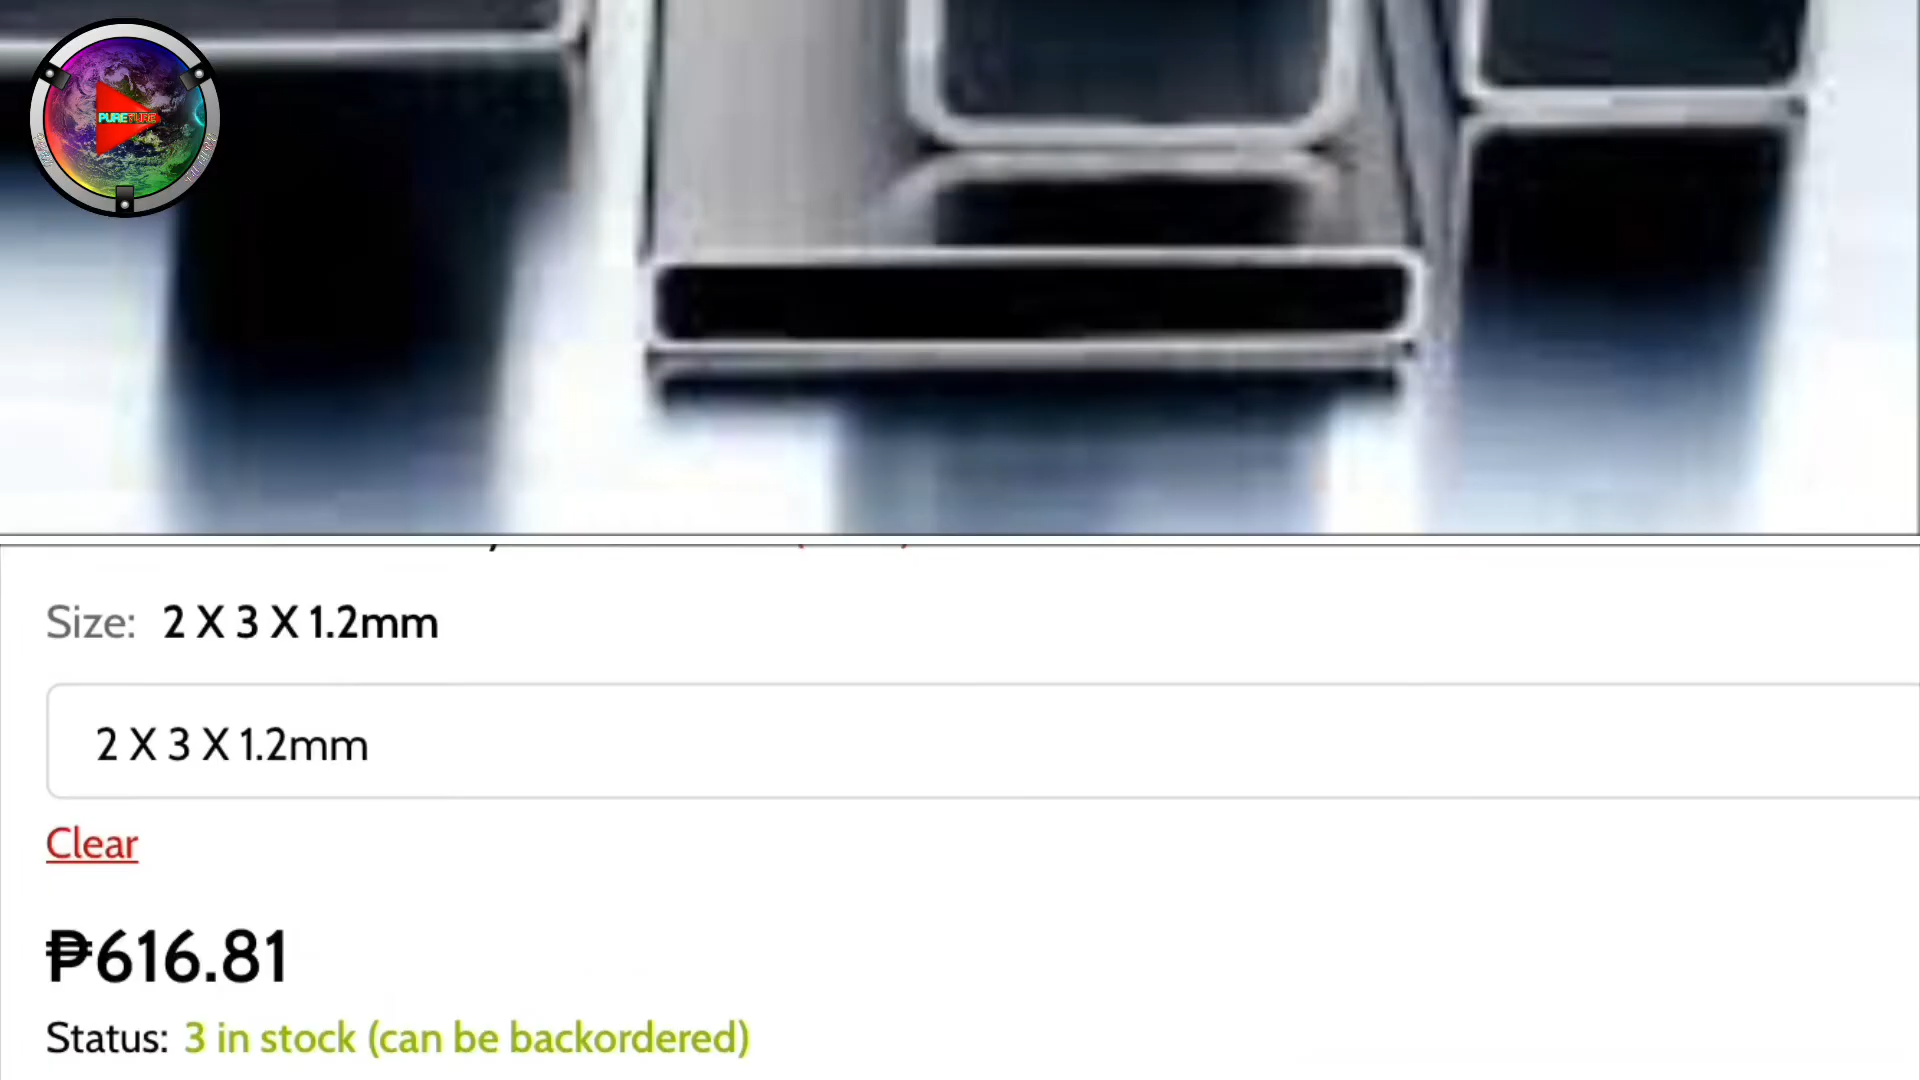 PURETURE
Size: 2 X 3 X 1.2mm
2 X 3 X 1.2mm
Clear
₱616.81
Status: 3 in stock (can be backordered)